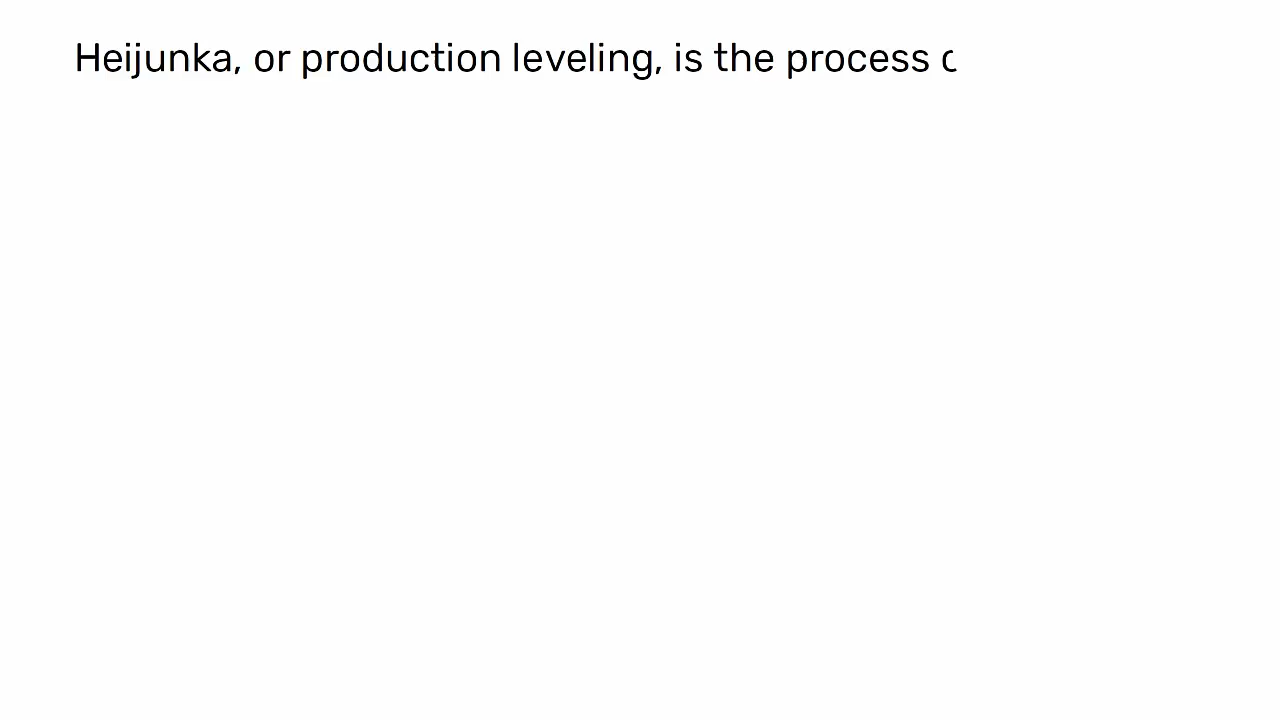 Heijunka, or production leveling, is the process